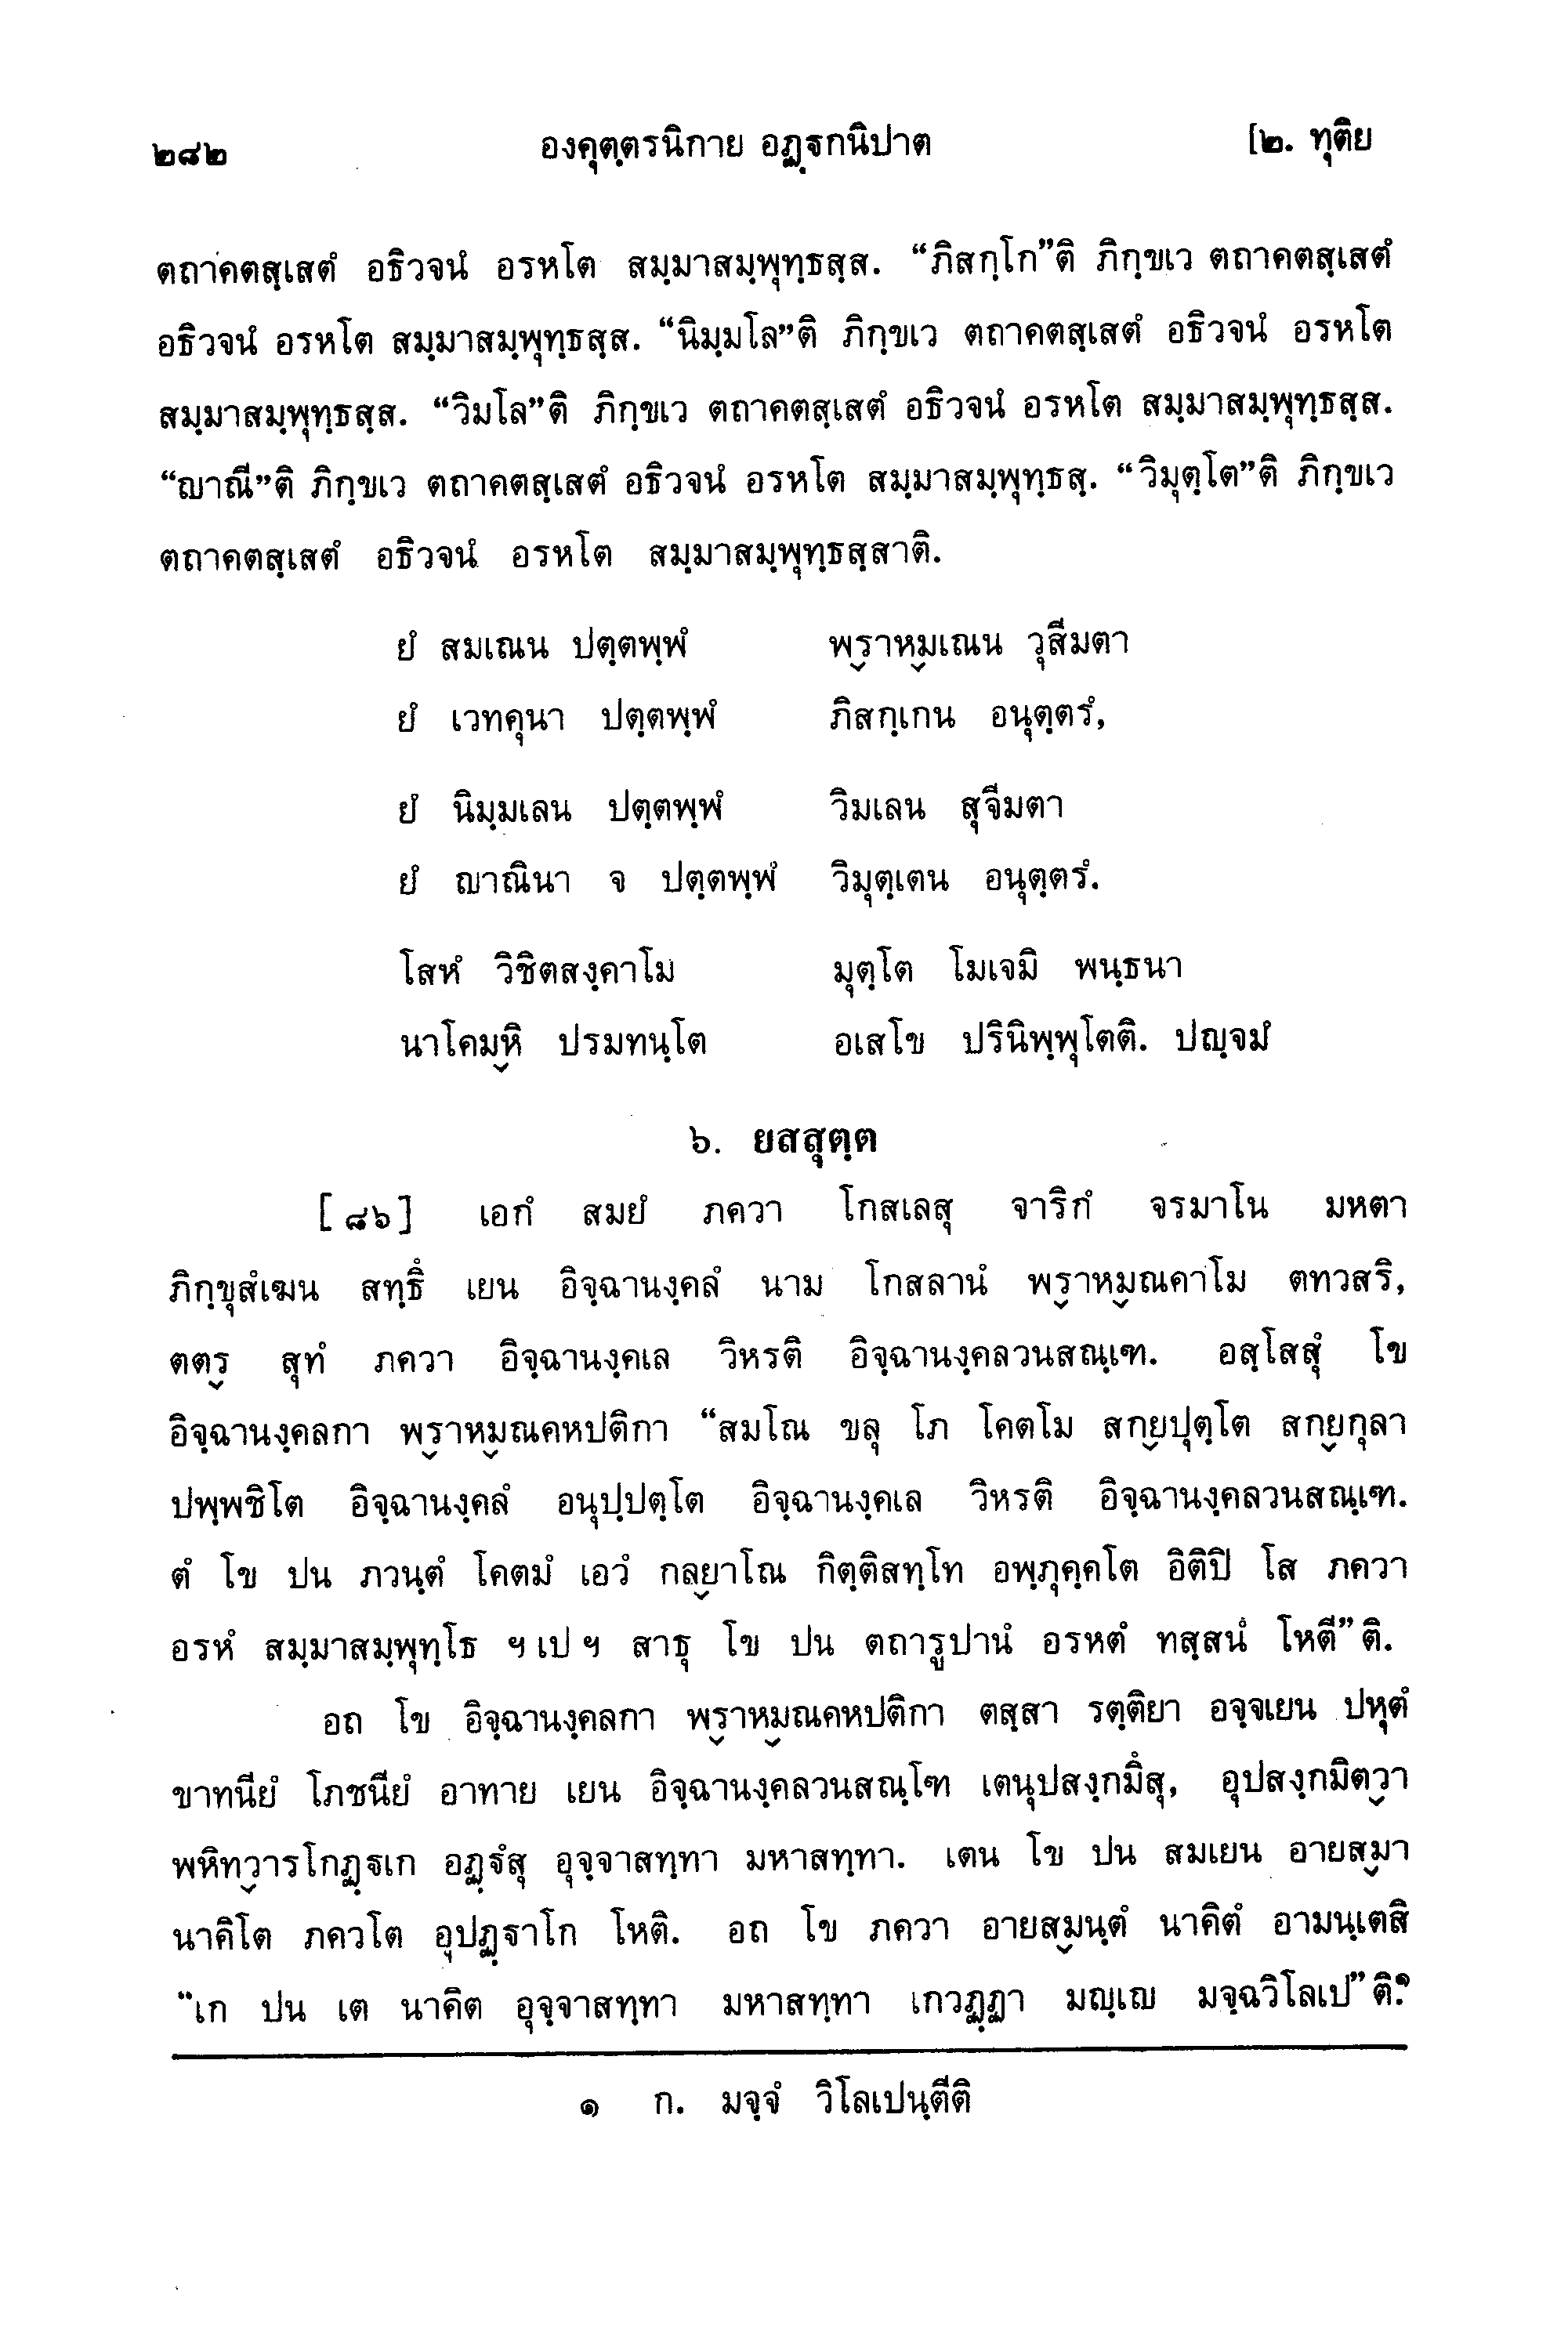 ๒๘๒ องฺคุตฺตรนิกาย อฏฺฐกนิปาต [๒. ทุติย
ตถาคตสฺเสตํ อธิวจนํ อรหโต สมฺมาสมฺพุทฺธสฺส. “ภิสกฺโก”ติ ภิกฺขเว ตถาคตสฺเสตํ
อธิวจนํ อรหโต สมฺมาสมฺพุทฺธสฺส. “นิมฺมโล”ติ ภิกฺขเว ตถาคตสฺเสตํ อธิวจนํ อรหโต
สมฺมาสมฺพุทฺธสฺส. “วิมโล”ติ ภิกฺขเว ตถาคตสฺเสตํ อธิวจนํ อรหโต สมฺมาสมฺพุทฺธสฺส.
“ญาณี”ติ ภิกฺขเว ตถาคตสฺเสตํ อธิวจนํ อรหโต สมฺมาสมฺพุทฺธสฺ. “วิมุตฺโต”ติ ภิกฺขเว
ตถาคตสฺเสตํ อธิวจนํ อรหโต สมฺมาสมฺพุทฺธสฺสาติ.
ยํ สมเณน ปตฺตพฺพํ พฺราหฺมเณน วุสีมตา
ยํ เวทคุนา ปตฺตพฺพํ ภิสกฺเกน อนุตฺตรํ,
ยํ นิมฺมเลน ปตฺตพฺพํ วิมเลน สุจีมตา
ยํ ญาณินา จ ปตฺตพฺพํ วิมุตฺเตน อนุตฺตรํ.
โสหํ วิชิตสงฺคาโม มุตฺโต โมเจมิ พนฺธนา
นาโคมฺหิ ปรมทนฺโต อเสโข ปรินิพฺพุโตติ. ปญฺจมํ
๖. ยสสุตฺต
[๘๖] เอกํ สมยํ ภควา โกสเลสุ จาริกํ จรมาโน มหตา
ภิกฺขุสํเฆน สทฺธึ เยน อิจฺฉานงฺคลํ นาม โกสลานํ พฺราหฺมณคาโม ตทวสริ,
ตตฺร สุทํ ภควา อิจฺฉานงฺคเล วิหรติ อิจฺฉานงฺคลวนสณฺเฑ. อสฺโสสุํ โข
อิจฺฉานงฺคลกา พฺราหฺมณคหปติกา “สมโณ ขลุ โภ โคตโม สกฺยปุตฺโต สกฺยกุลา
ปพฺพชิโต อิจฺฉานงฺคลํ อนุปฺปตฺโต อิจฺฉานงฺคเล วิหรติ อิจฺฉานงฺคลวนสณฺเฑ.
ตํ โข ปน ภวนฺตํ โคตมํ เอวํ กลฺยาโณ กิตฺติสทฺโท อพฺภุคฺคโต อิติปิ โส ภควา
อรหํ สมฺมาสมฺพุทฺโธ ฯ เป ฯ สาธุ โข ปน ตถารูปานํ อรหตํ ทสฺสนํ โหตี”ติ.
อถ โข อิจฺฉานงฺคลกา พฺราหฺมณคหปติกา ตสฺสา รตฺติยา อจฺจเยน ปหุตํ
ขาทนียํ โภชนียํ อาทาย เยน อิจฺฉานงฺคลวนสณฺโฑ เตนุปสงฺกมึสุ, อุปสงฺกมิตฺวา
พหิทฺวารโกฏฺฐเก อฏฺฐํสุ อุจฺจาสทฺทา มหาสทฺทา. เตน โข ปน สมเยน อายสฺมา
นาคิโต ภควโต อุปฏฺฐาโก โหติ. อถ โข ภควา อายสฺมนฺตํ นาคิตํ อามนฺเตสิ
“เก ปน เต นาคิต อุจฺจาสทฺทา มหาสทฺทา เกวฏฺฏา มญฺเญ มจฺฉวิโลเป”ติ.๑
๑ ก. มจฺจํ วิโลเปนฺตีติ